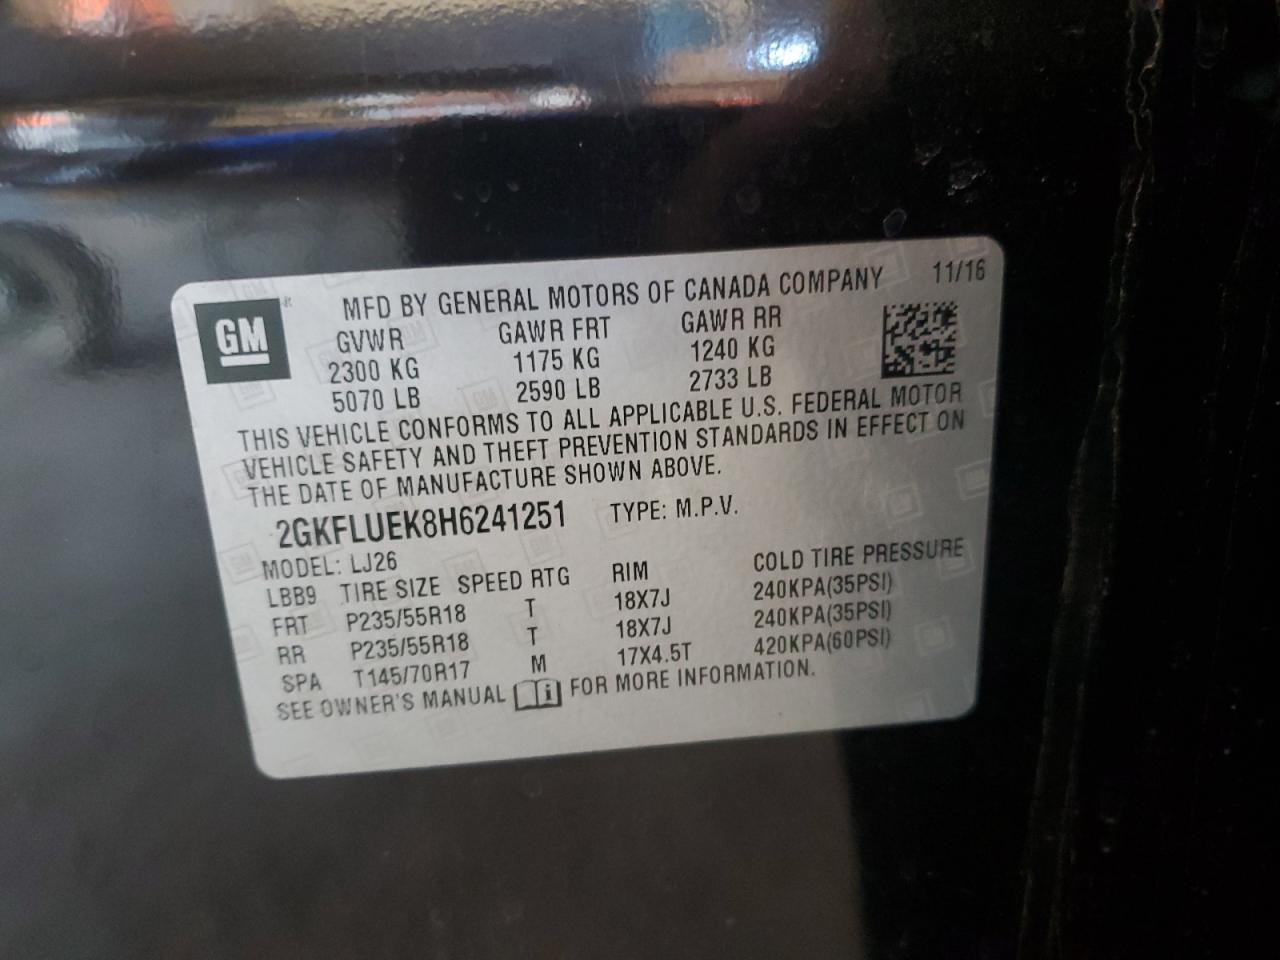 GM
MFD BY GENERAL MOTORS OF CANADA COMPANY 11/16
GVWR GAWR FRT GAWR RR
2300 KG 1175 KG 1240 KG
5070 LB 2590 LB 2733 LB
THIS VEHICLE CONFORMS TO ALL APPLICABLE U.S. FEDERAL MOTOR
VEHICLE SAFETY AND THEFT PREVENTION STANDARDS IN EFFECT ON
THE DATE OF MANUFACTURE SHOWN ABOVE.
2GKFLUEK8H6241251 TYPE: M.P.V.
MODEL: LJ26
LBB9 TIRE SIZE SPEED RTG RIM COLD TIRE PRESSURE
FRT P235/55R18 T 18X7J 240KPA(35PSI)
RR P235/55R18 T 18X7J 240KPA(35PSI)
SPA T145/70R17 M 17X4.5T 420KPA(60PSI)
SEE OWNER'S MANUAL FOR MORE INFORMATION.